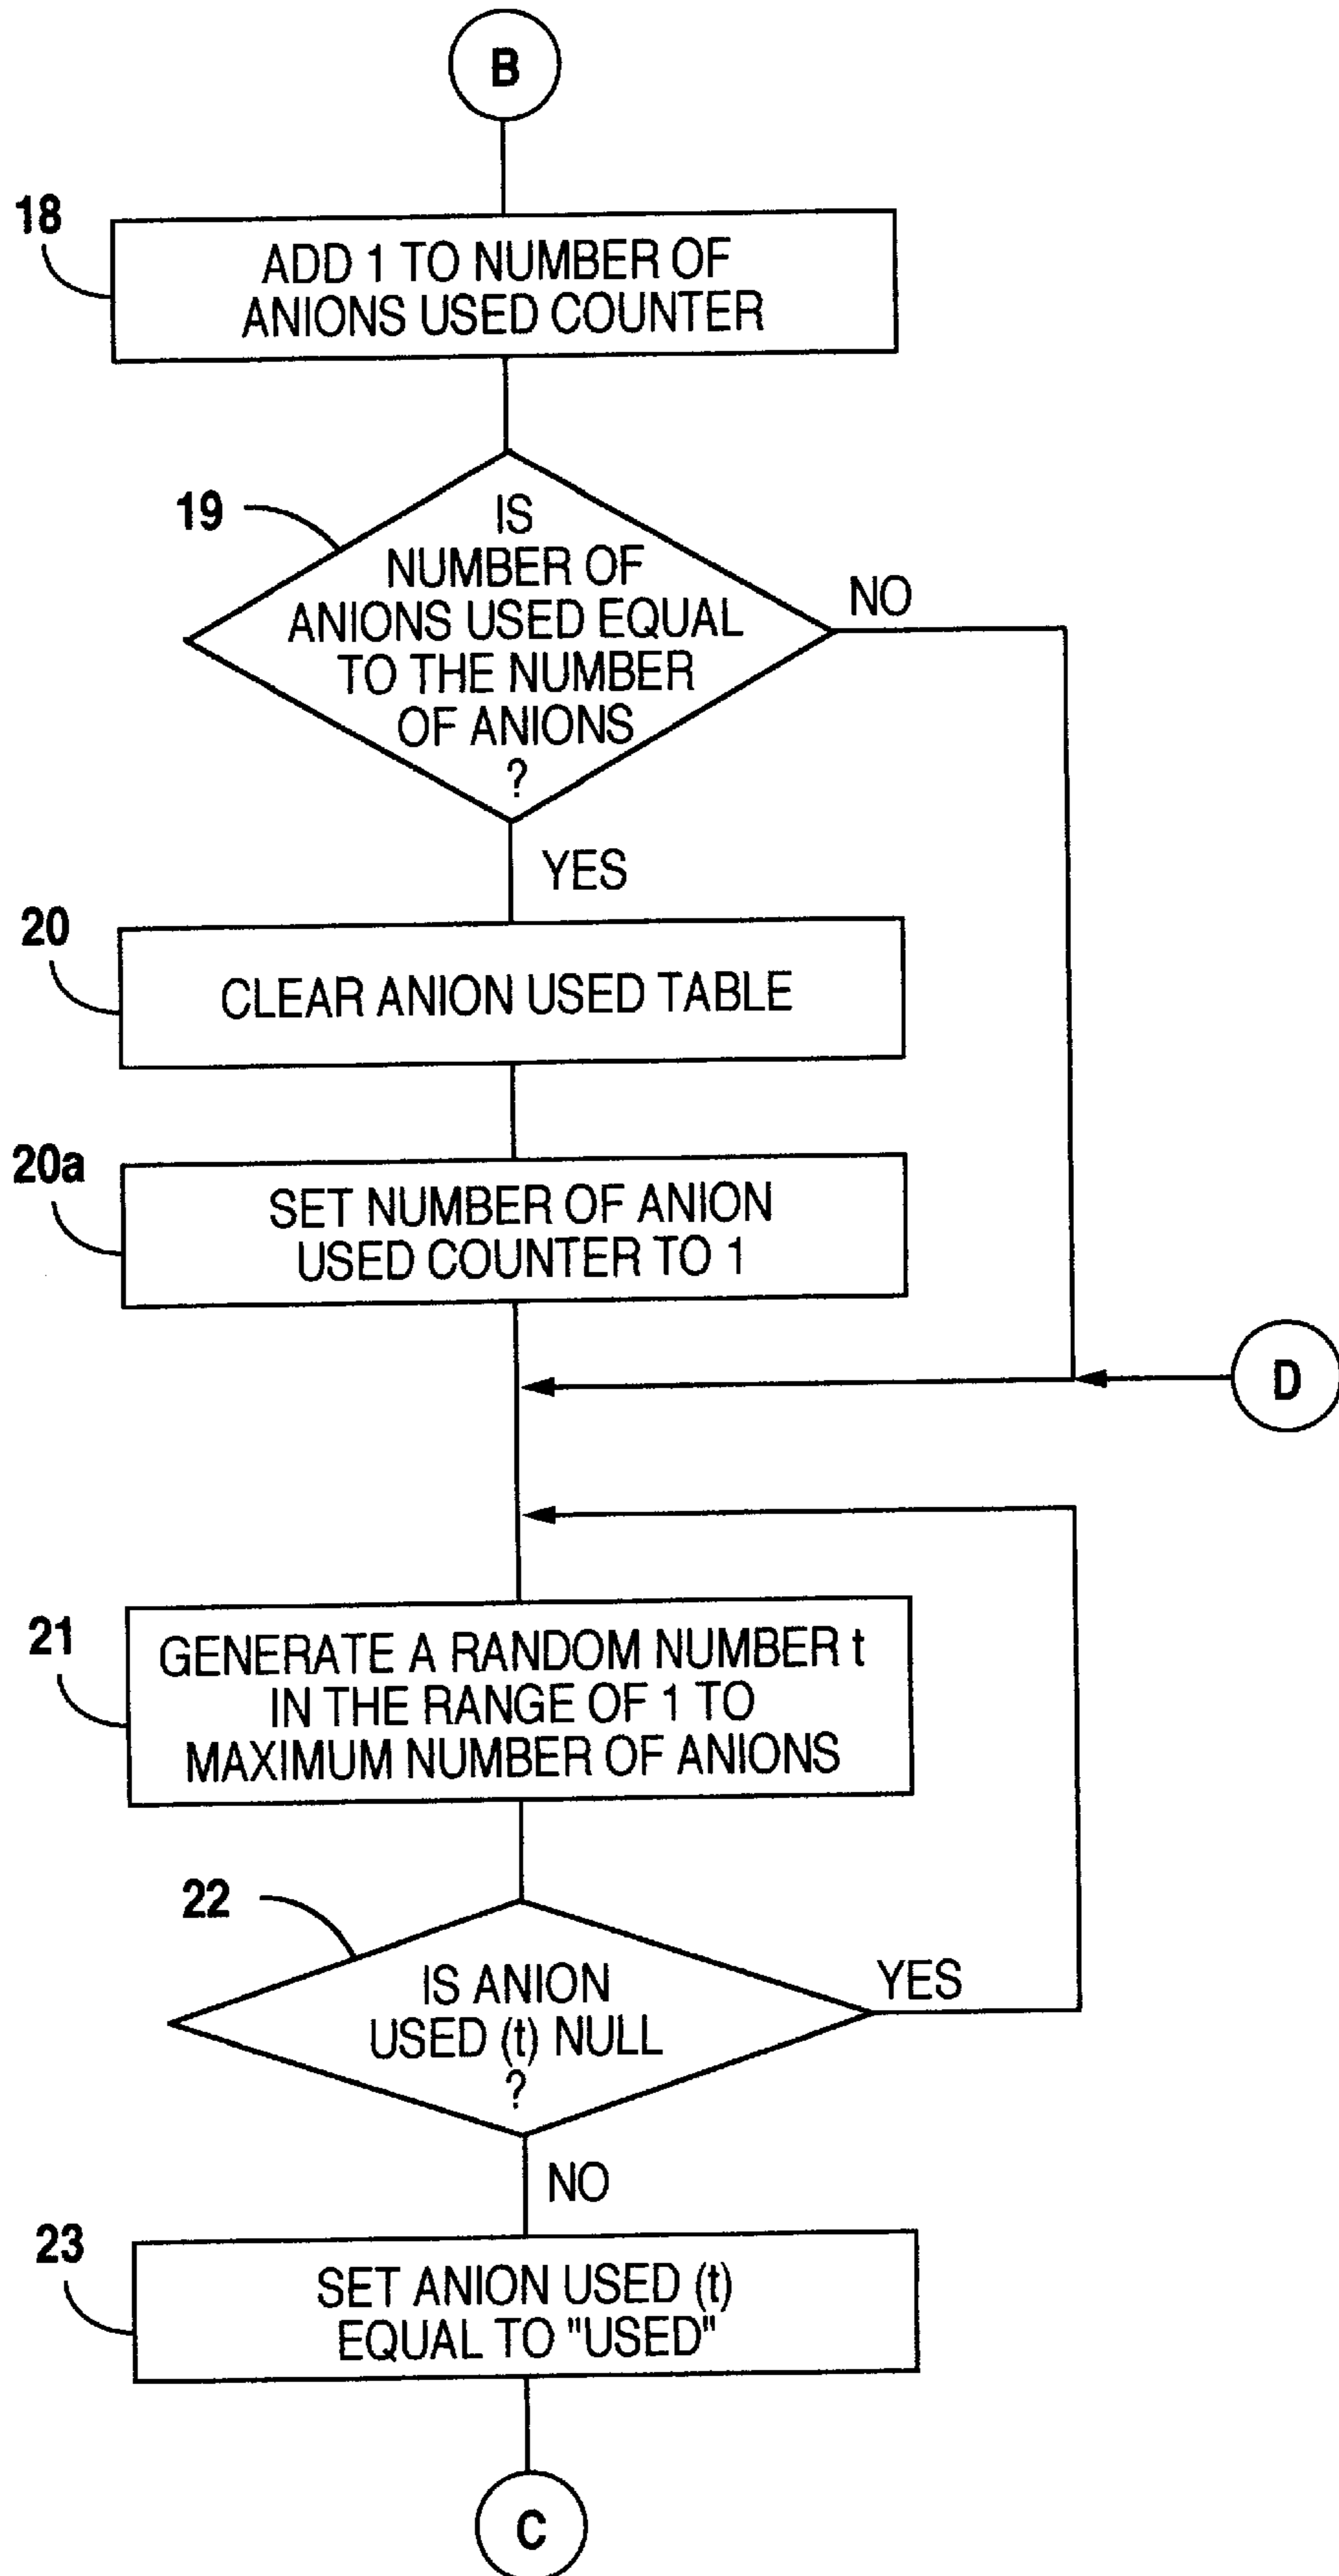 B
18
ADD 1 TO NUMBER OF
ANIONS USED COUNTER
19
IS
NUMBER OF
ANIONS USED EQUAL
TO THE NUMBER
OF ANIONS
?
NO
YES
20
CLEAR ANION USED TABLE
20a
SET NUMBER OF ANION
USED COUNTER TO 1
D
21
GENERATE A RANDOM NUMBER t
IN THE RANGE OF 1 TO
MAXIMUM NUMBER OF ANIONS
22
IS ANION
USED (t) NULL
?
YES
NO
23
SET ANION USED (t)
EQUAL TO "USED"
C